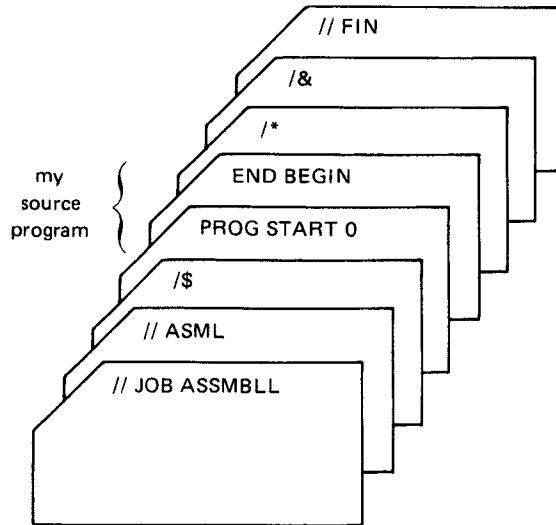 // FIN
/&
/*
END BEGIN
my
source
program
PROG START 0
/$
// ASML
// JOB ASSMBLL